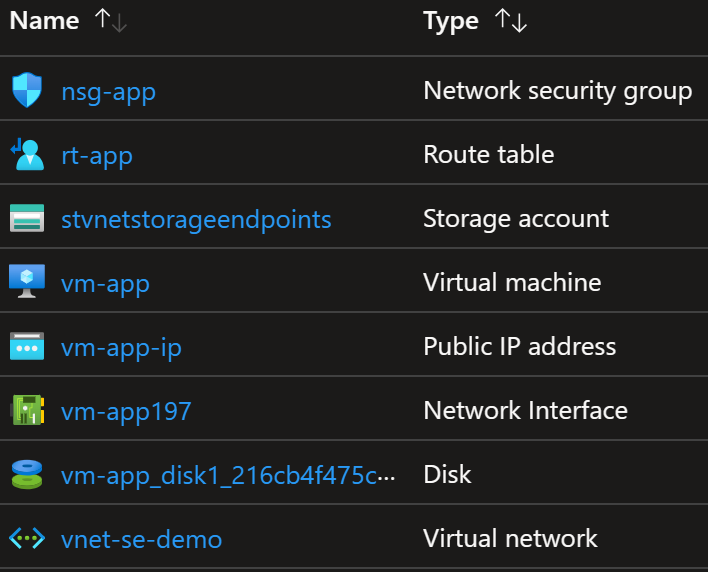 Name ↑↓ Type ↑↓
nsg-app Network security group
rt-app Route table
stvnetstorageendpoints Storage account
vm-app Virtual machine
vm-app-ip Public IP address
vm-app197 Network Interface
vm-app_disk1_216cb4f475c··· Disk
vnet-se-demo Virtual network